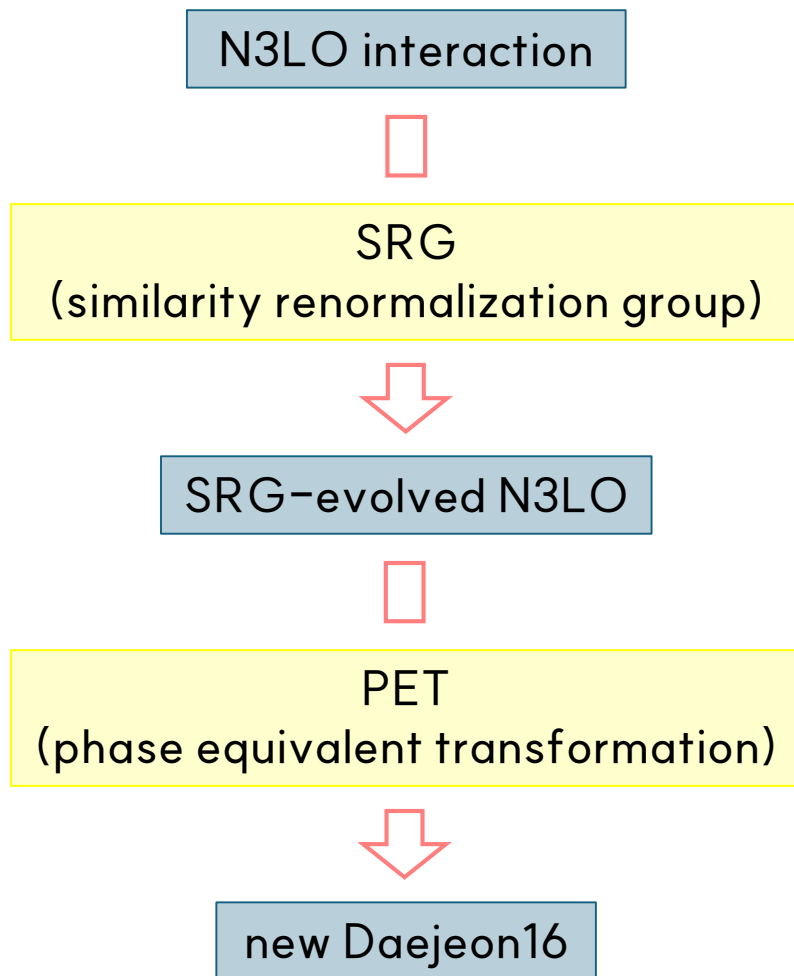 N3LO interaction
SRG
(similarity renormalization group)
SRG-evolved N3LO
PET
(phase equivalent transformation)
new Daejeon16